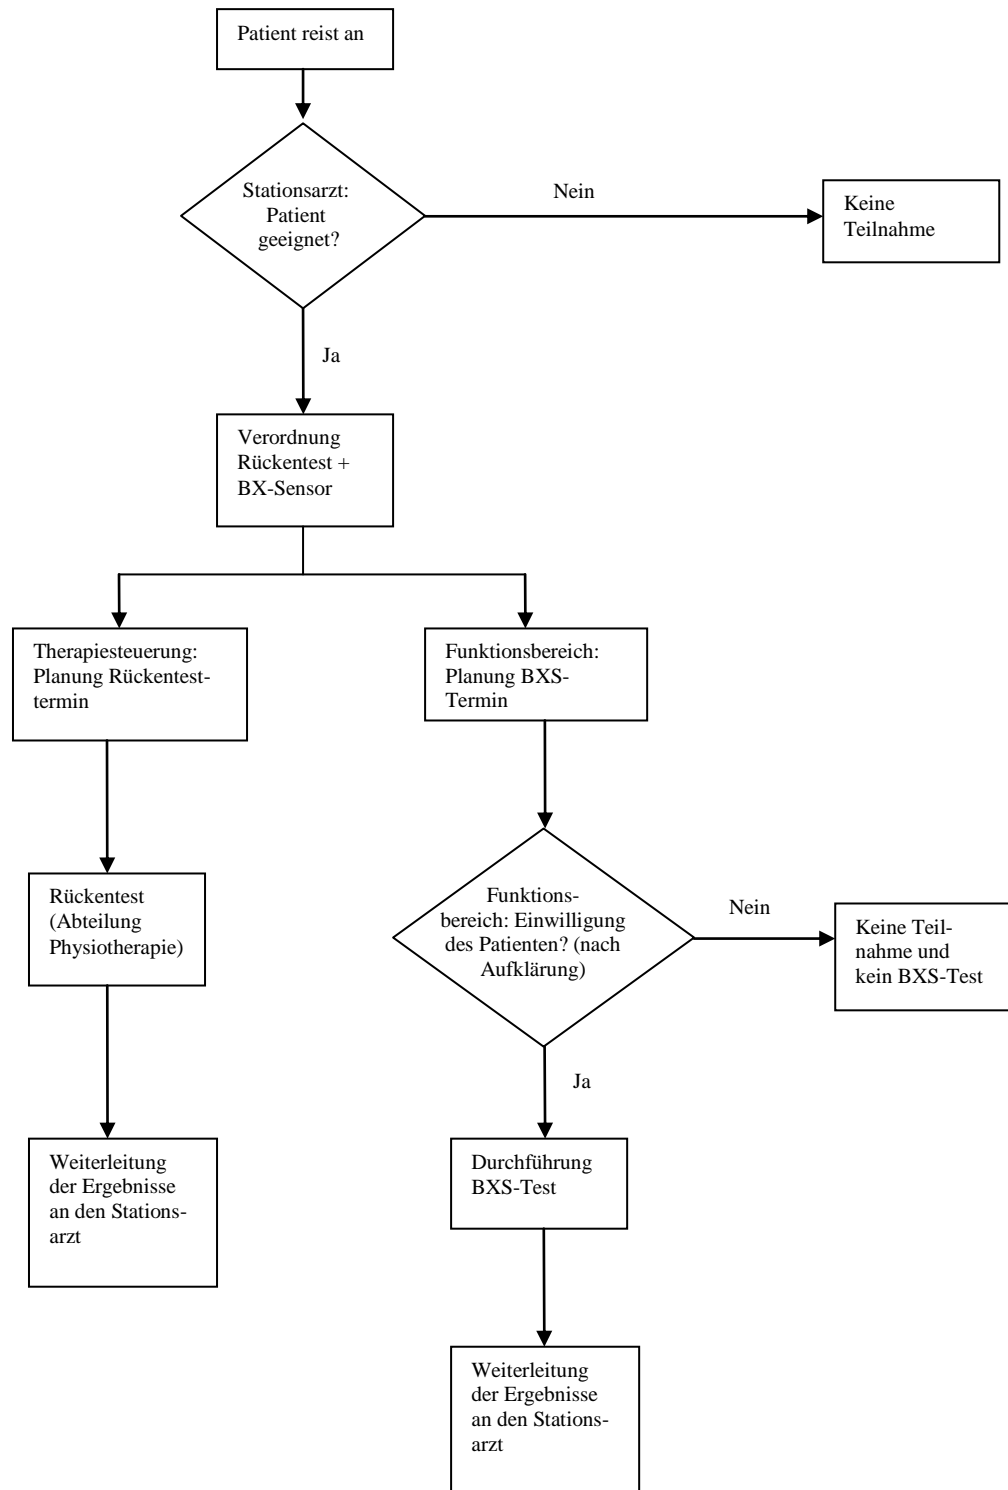 Patient reist an
Stationsarzt:
Patient
geeignet?
Nein
Keine
Teilnahme
Ja
Verordnung
Rückentest +
BX-Sensor
Therapiesteuerung:
Planung Rückentest-
termin
Funktionsbereich:
Planung BXS-
Termin
Rückentest
(Abteilung
Physiotherapie)
Funktions-
bereich: Einwilligung
des Patienten? (nach
Aufklärung)
Nein
Keine Teil-
nahme und
kein BXS-Test
Ja
Weiterleitung
der Ergebnisse
an den Stations-
arzt
Durchführung
BXS-Test
Weiterleitung
der Ergebnisse
an den Stations-
arzt